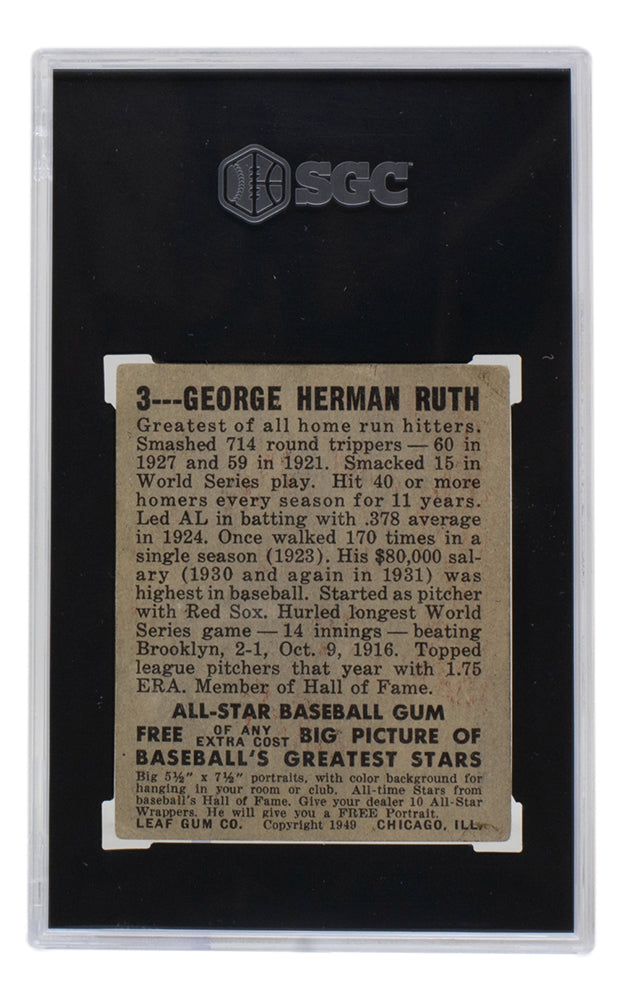 SGC
3---GEORGE HERMAN RUTH
Greatest of all home run hitters.
Smashed 714 round trippers — 60 in
1927 and 59 in 1921. Smacked 15 in
World Series play. Hit 40 or more
homers every season for 11 years.
Led AL in batting with .378 average
in 1924. Once walked 170 times in a
single season (1923). His $80,000 sal-
ary (1930 and again in 1931) was
highest in baseball. Started as pitcher
with Red Sox. Hurled longest World
Series game — 14 innings — beating
Brooklyn, 2-1, Oct. 9, 1916. Topped
league pitchers that year with 1.75
ERA. Member of Hall of Fame.
ALL-STAR BASEBALL GUM
FREE OF ANY EXTRA COST BIG PICTURE OF
BASEBALL'S GREATEST STARS
Big 5½" x 7½" portraits, with color background for
hanging in your room or club. All-time Stars from
baseball's Hall of Fame. Give your dealer 10 All-Star
Wrappers. He will give you a FREE Portrait.
LEAF GUM CO. Copyright 1949 CHICAGO, ILL.